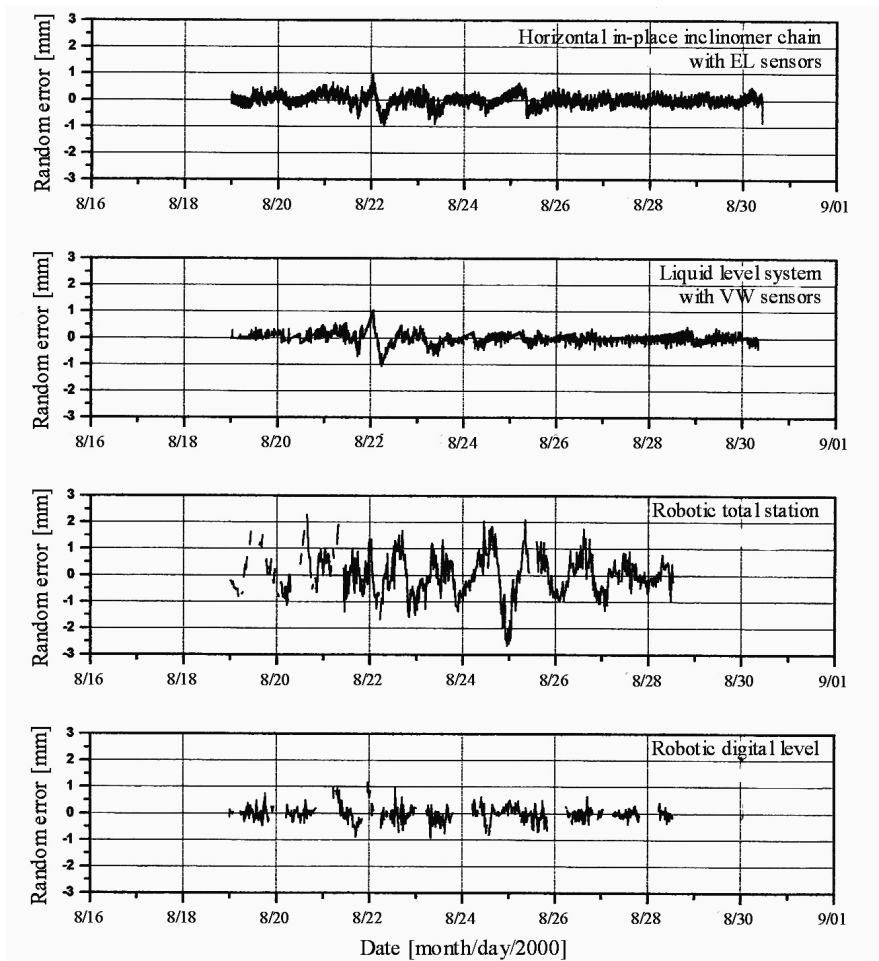 Random error [mm]
3
2
1
0
-1
-2
-3
Horizontal in-place inclinomer chain
with EL sensors
8/16 8/18 8/20 8/22 8/24 8/26 8/28 8/30 9/01
Random error [mm]
3
2
1
0
-1
-2
-3
Liquid level system
with VW sensors
8/16 8/18 8/20 8/22 8/24 8/26 8/28 8/30 9/01
Random error [mm]
3
2
1
0
-1
-2
-3
Robotic total station
8/16 8/18 8/20 8/22 8/24 8/26 8/28 8/30 9/01
Random error [mm]
3
2
1
0
-1
-2
-3
Robotic digital level
8/16 8/18 8/20 8/22 8/24 8/26 8/28 8/30 9/01
Date [month/day/2000]